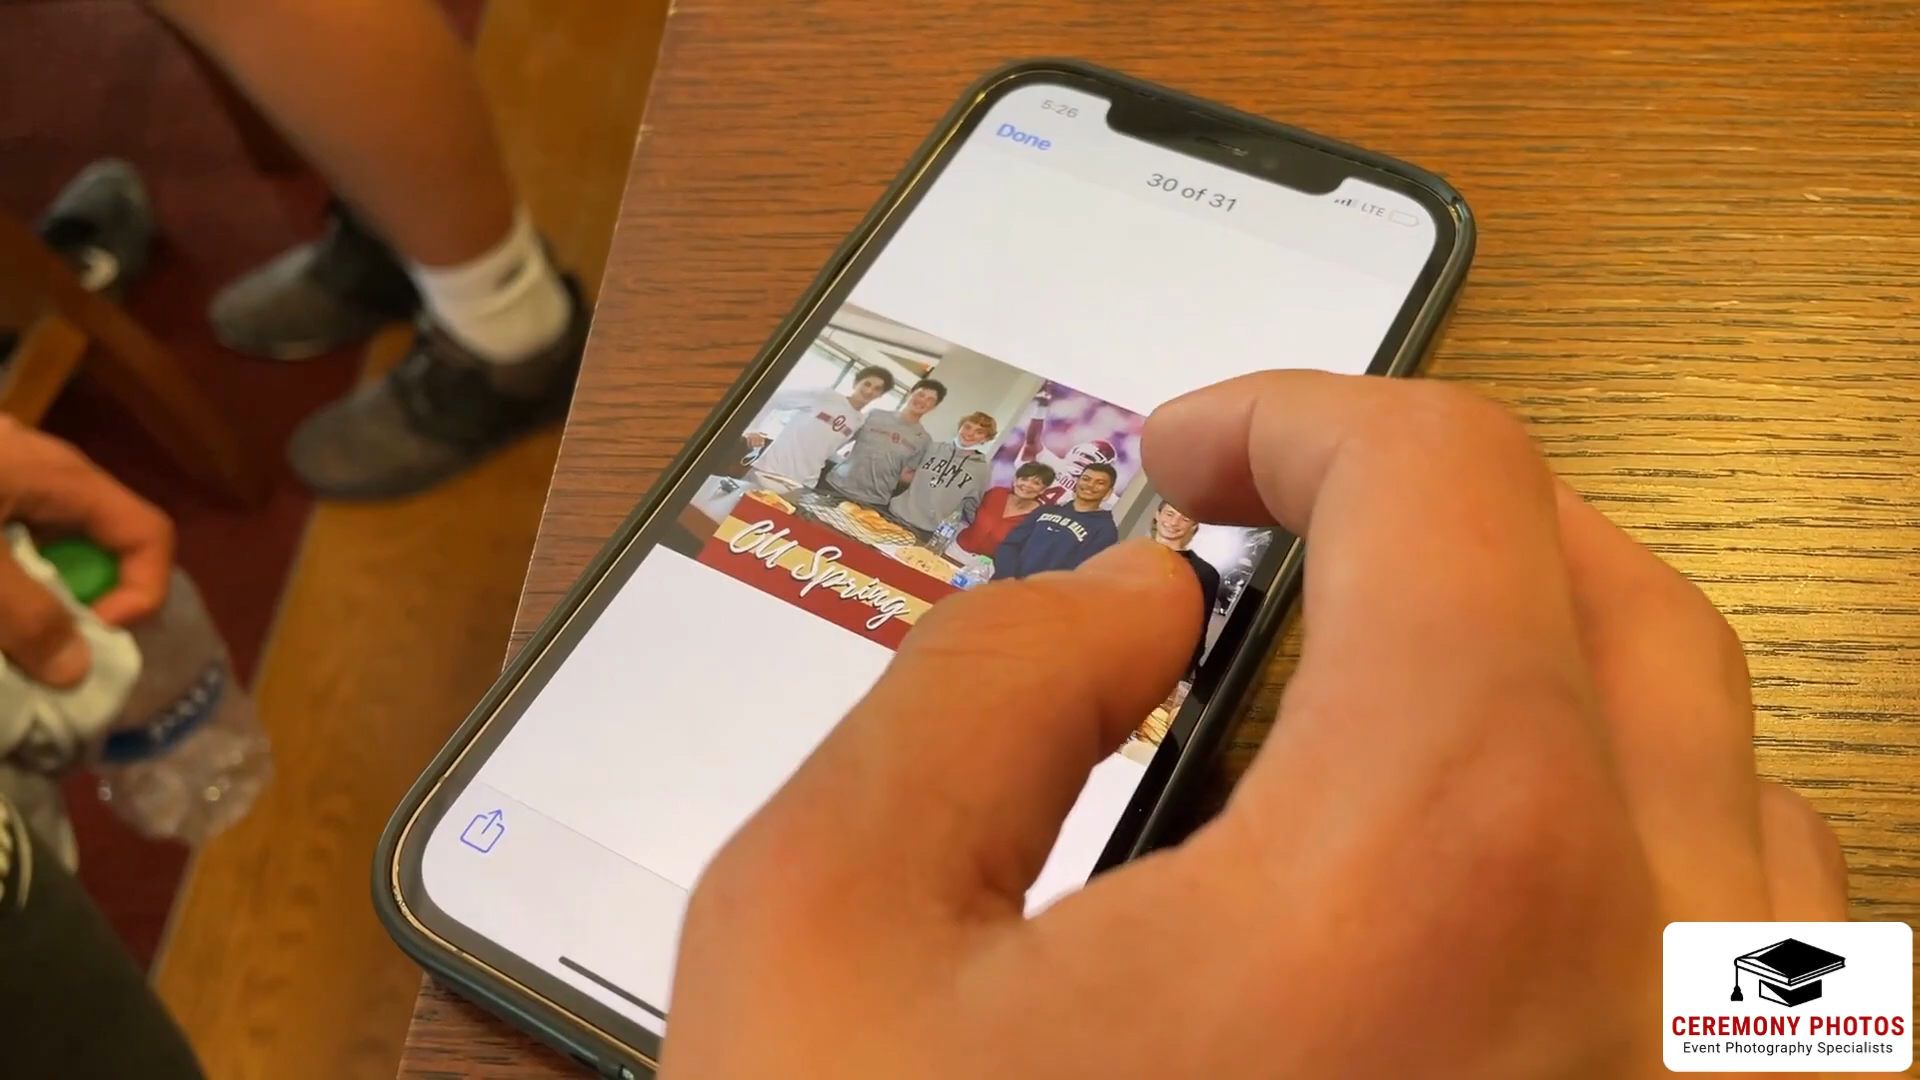 5:26
Done
30 of 31
LTE
OU
ARMY
OU Spring
CEREMONY PHOTOS
Event Photography Specialists